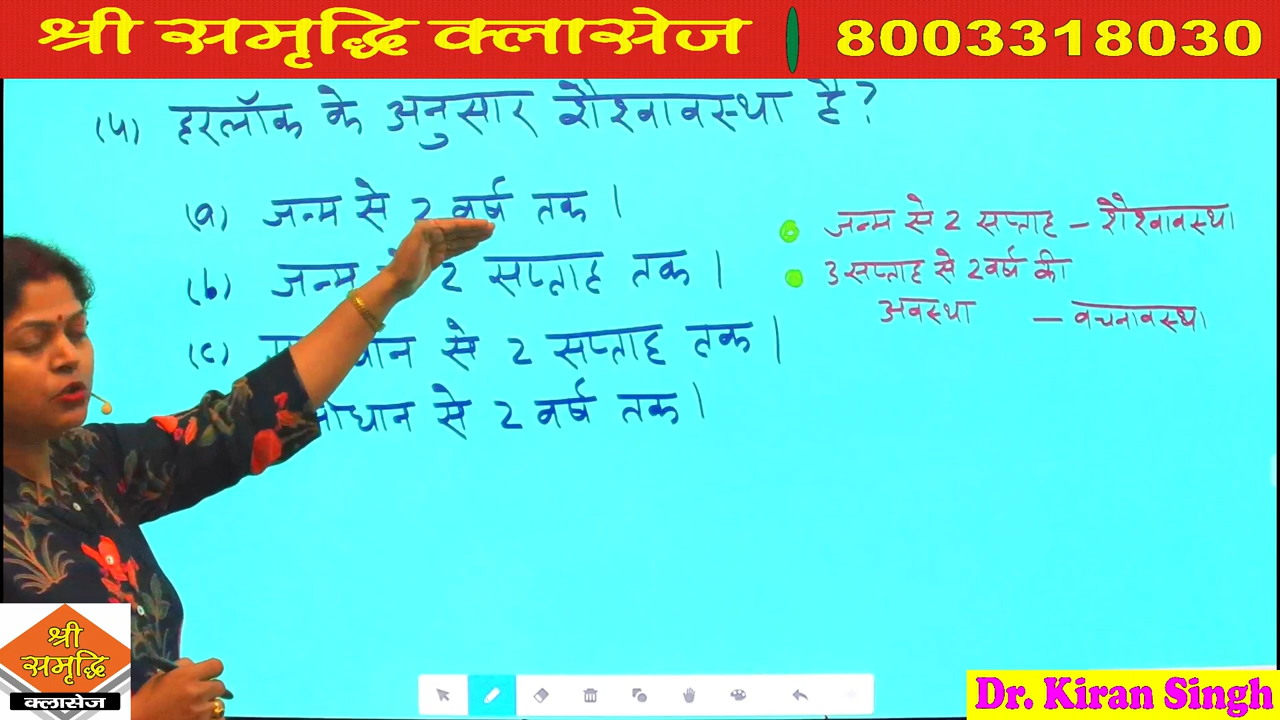 श्री समृद्धि क्लासेज | 8003318030
(५) हरलॉक के अनुसार शैशवावस्था है?
(a) जन्म से 2 वर्ष तक।
(b) जन्म से 2 सप्ताह तक।
(c) धान से 2 सप्ताह तक।
धान से 2 वर्ष तक।
जन्म से 2 सप्ताह – शैशवावस्था
3 सप्ताह से 2 वर्ष की
अवस्था – बचनावस्था
श्री
समृद्धि
क्लासेज
Dr. Kiran Singh